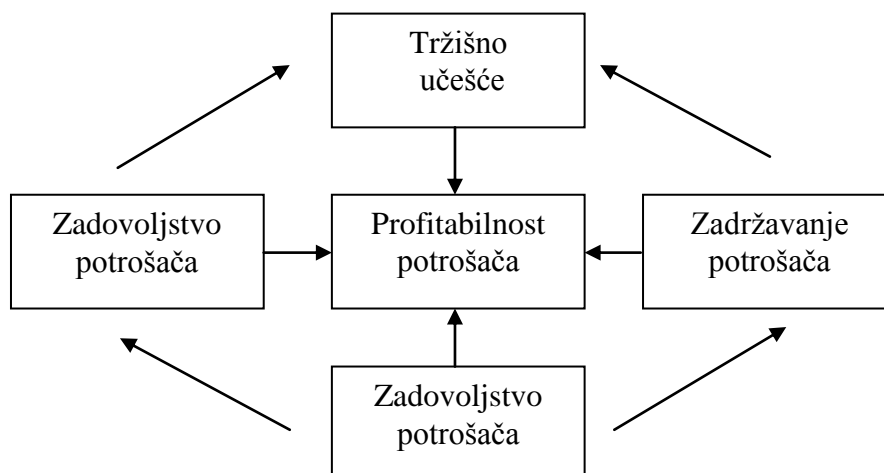 Tržišno
učešće
Zadovoljstvo
potrošača
Profitabilnost
potrošača
Zadržavanje
potrošača
Zadovoljstvo
potrošača